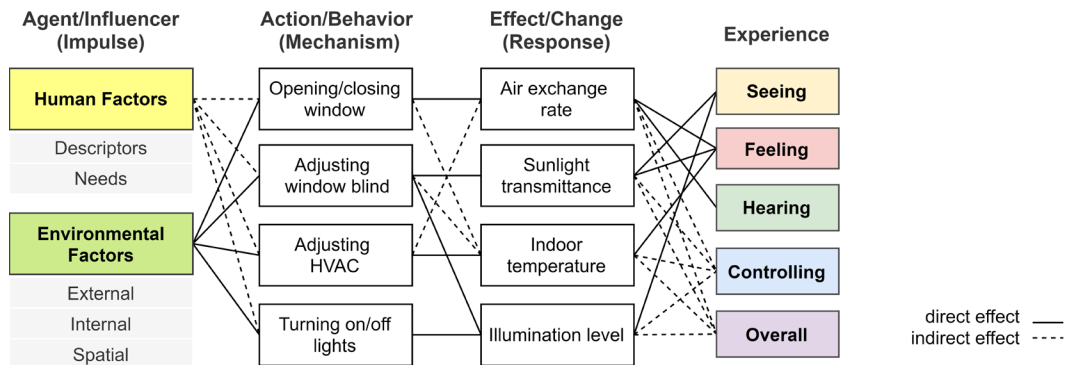 Agent/Influencer
(Impulse)
Action/Behavior
(Mechanism)
Effect/Change
(Response)
Experience
Human Factors
Descriptors
Needs
Environmental
Factors
External
Internal
Spatial
Opening/closing
window
Adjusting
window blind
Adjusting
HVAC
Turning on/off
lights
Air exchange
rate
Sunlight
transmittance
Indoor
temperature
Illumination level
Seeing
Feeling
Hearing
Controlling
Overall
direct effect
indirect effect